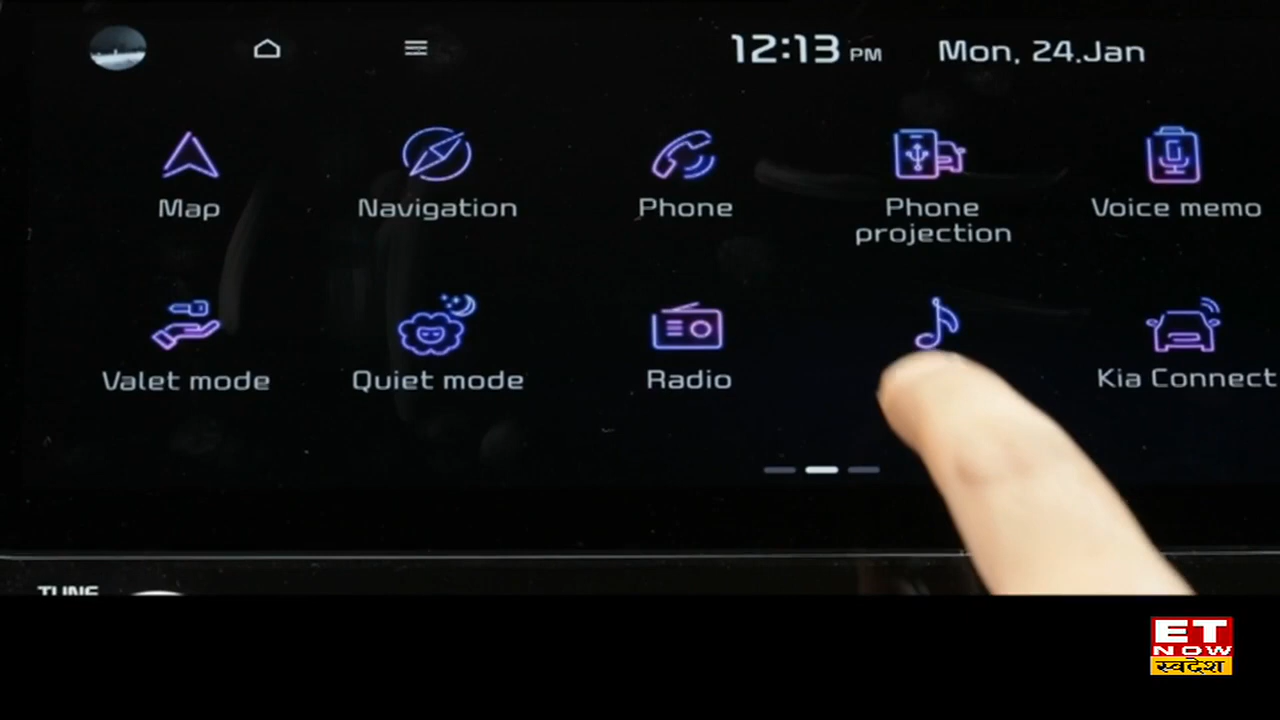 12:13 PM Mon, 24.Jan
Map Navigation Phone Phone projection Voice memo
Valet mode Quiet mode Radio Kia Connect
TUNE
ET
NOW
स्वदेश